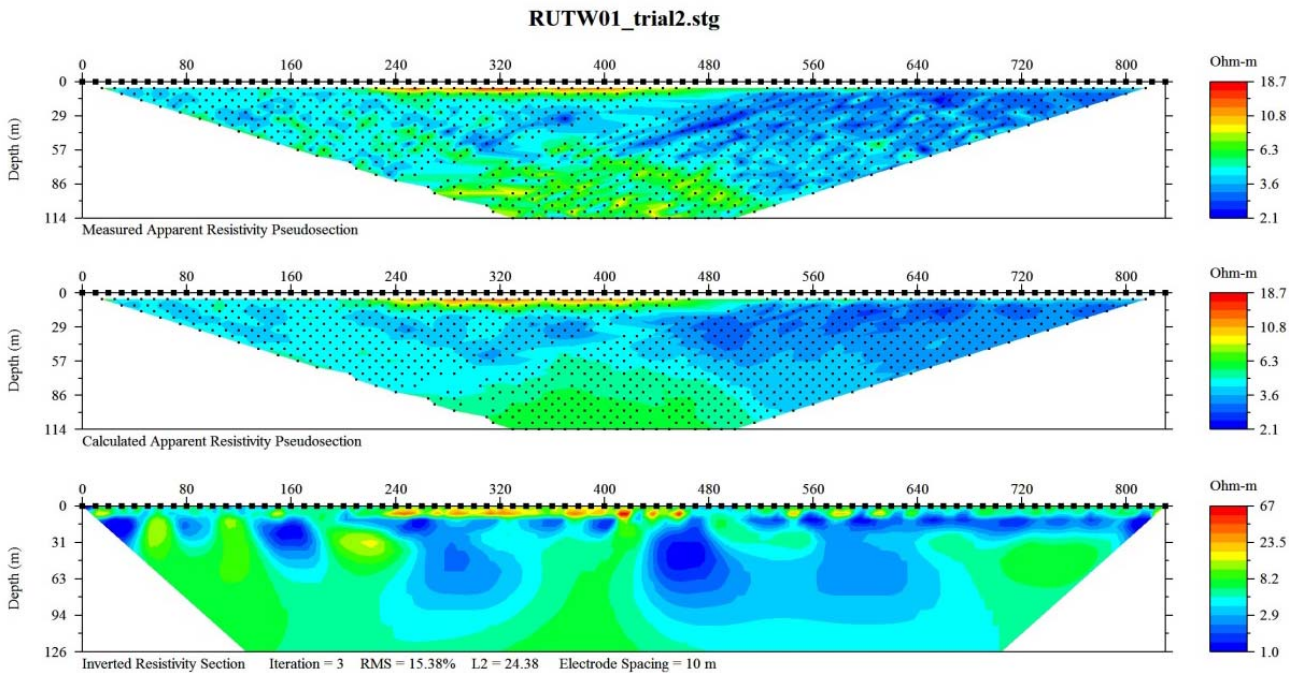 RUTW01_trial2.stg
0 80 160 240 320 400 480 560 640 720 800
Ohm-m
Depth (m)
0
29
57
86
114
18.7
10.8
6.3
3.6
2.1
Measured Apparent Resistivity Pseudosection
0 80 160 240 320 400 480 560 640 720 800
Ohm-m
Depth (m)
0
29
57
86
114
18.7
10.8
6.3
3.6
2.1
Calculated Apparent Resistivity Pseudosection
0 80 160 240 320 400 480 560 640 720 800
Ohm-m
Depth (m)
0
31
63
94
126
67
23.5
8.2
2.9
1.0
Inverted Resistivity Section Iteration = 3 RMS = 15.38% L2 = 24.38 Electrode Spacing = 10 m